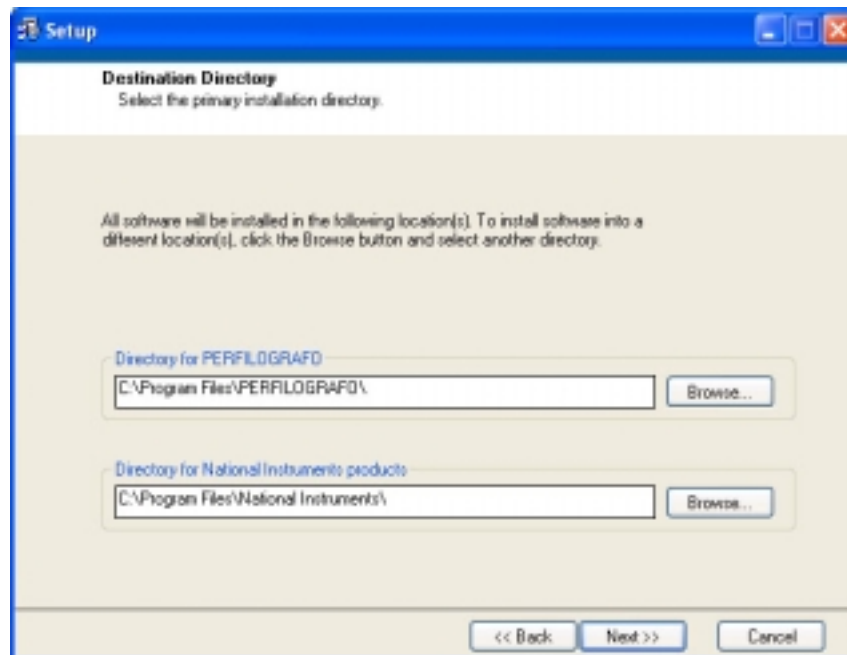 Setup
Destination Directory
Select the primary installation directory.
All software will be installed in the following location(s). To install software into a
different location(s), click the Browse button and select another directory.
Directory for PERFILOGRAFO
C:\Program Files\PERFILOGRAFO\
Browse...
Directory for National Instruments products
C:\Program Files\National Instruments\
Browse...
<< Back
Next >>
Cancel